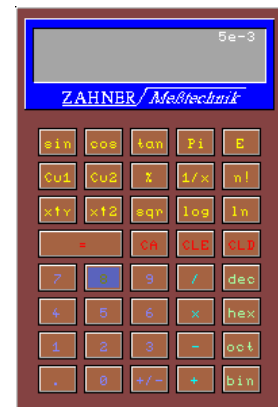 5e-3
ZAHNER / Meßtechnik
sin cos tan Pi E
Cu1 Cu2 % 1/x n!
x↑y x↑2 sqr log ln
= CA CLE CLD
7 8 9 / dec
4 5 6 x hex
1 2 3 - oct
. 0 +/- + bin